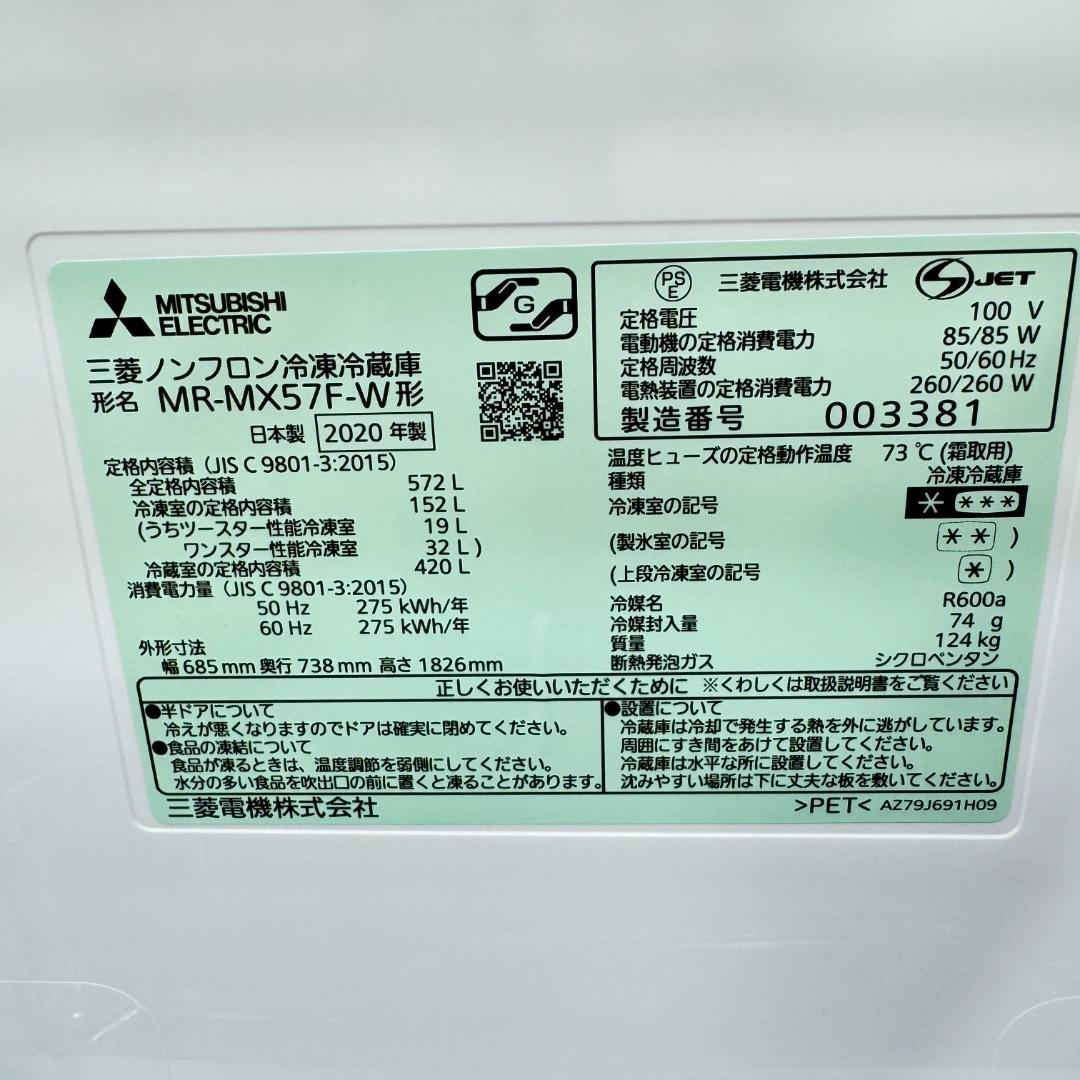 MITSUBISHI
ELECTRIC
G
三菱ノンフロン冷凍冷蔵庫
形名 MR-MX57F-W形
日本製 2020 年製
定格内容積（JIS C 9801-3:2015）
全定格内容積 572 L
冷凍室の定格内容積 152 L
(うちツースター性能冷凍室 19 L
ワンスター性能冷凍室 32 L )
冷蔵室の定格内容積 420 L
消費電力量（JIS C 9801-3:2015）
50 Hz 275 kWh/年
60 Hz 275 kWh/年
外形寸法
幅 685 mm 奥行 738 mm 高さ 1826 mm
PS
E
三菱電機株式会社 S JET
定格電圧 100 V
電動機の定格消費電力 85/85 W
定格周波数 50/60 Hz
電熱装置の定格消費電力 260/260 W
製造番号 003381
温度ヒューズの定格動作温度 73 ℃ (霜取用)
種類 冷凍冷蔵庫
冷凍室の記号 * ***
(製氷室の記号 ** )
(上段冷凍室の記号 * )
冷媒名 R600a
冷媒封入量 74 g
質量 124 kg
断熱発泡ガス シクロペンタン
正しくお使いいただくために ※くわしくは取扱説明書をご覧ください
●半ドアについて
冷えが悪くなりますのでドアは確実に閉めてください。
●食品の凍結について
食品が凍るときは、温度調節を弱側にしてください。
水分の多い食品を吹出口の前に置くと凍ることがあります。
●設置について
冷蔵庫は冷却で発生する熱を外に逃がしています。
周囲にすき間をあけて設置してください。
冷蔵庫は水平な所に設置してください。
沈みやすい場所は下に丈夫な板を敷いてください。
三菱電機株式会社
>PET< AZ79J691H09